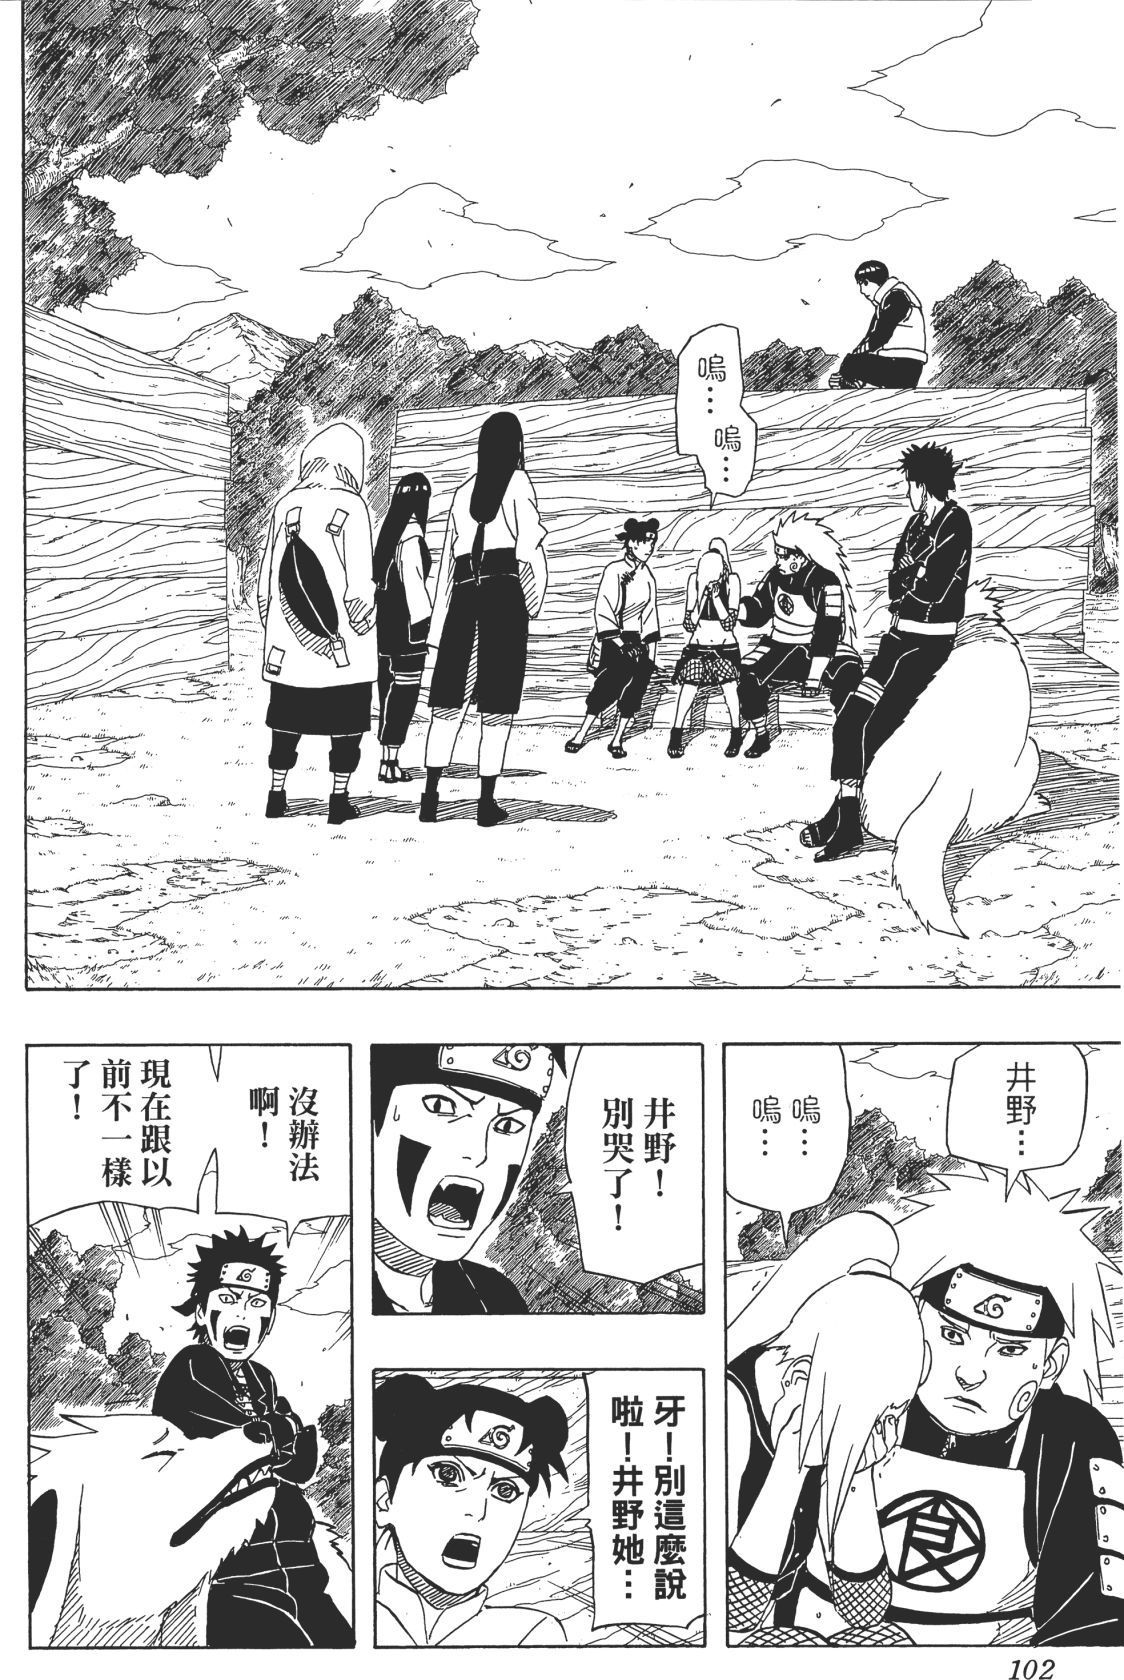 嗚…
嗚…
井野…
嗚…
嗚…
食
井野！
別哭了！
牙！別這麼說
啦！井野她…
沒辦法
啊！
現在跟以
前不一樣
了！
102